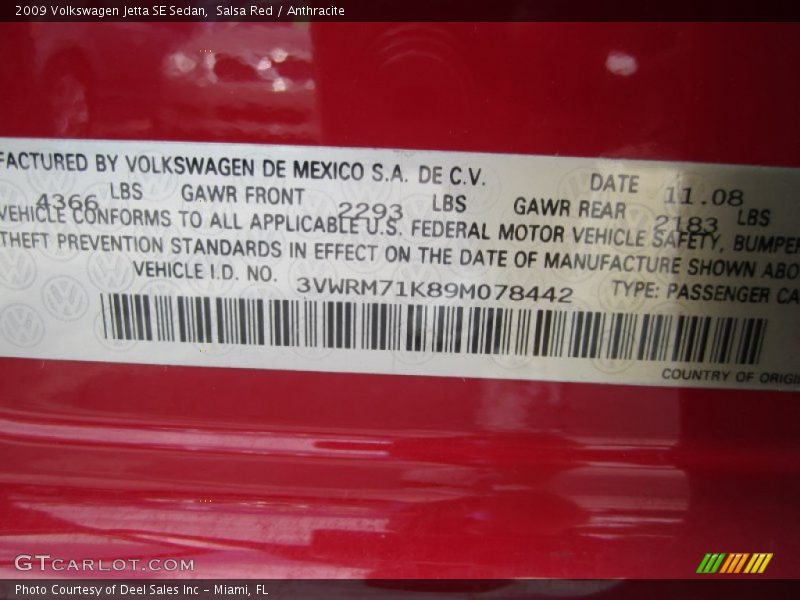 2009 Volkswagen Jetta SE Sedan,  Salsa Red / Anthracite
FACTURED BY VOLKSWAGEN DE MEXICO S.A. DE C.V.
DATE 11.08
4366 LBS GAWR FRONT 2293 LBS GAWR REAR 2183 LBS
VEHICLE CONFORMS TO ALL APPLICABLE U.S. FEDERAL MOTOR VEHICLE SAFETY, BUMPER
THEFT PREVENTION STANDARDS IN EFFECT ON THE DATE OF MANUFACTURE SHOWN ABO
VEHICLE I.D. NO. 3VWRM71K89M078442 TYPE: PASSENGER CA
COUNTRY OF ORIGI
GTCARLOT.COM
Photo Courtesy of Deel Sales Inc - Miami, FL